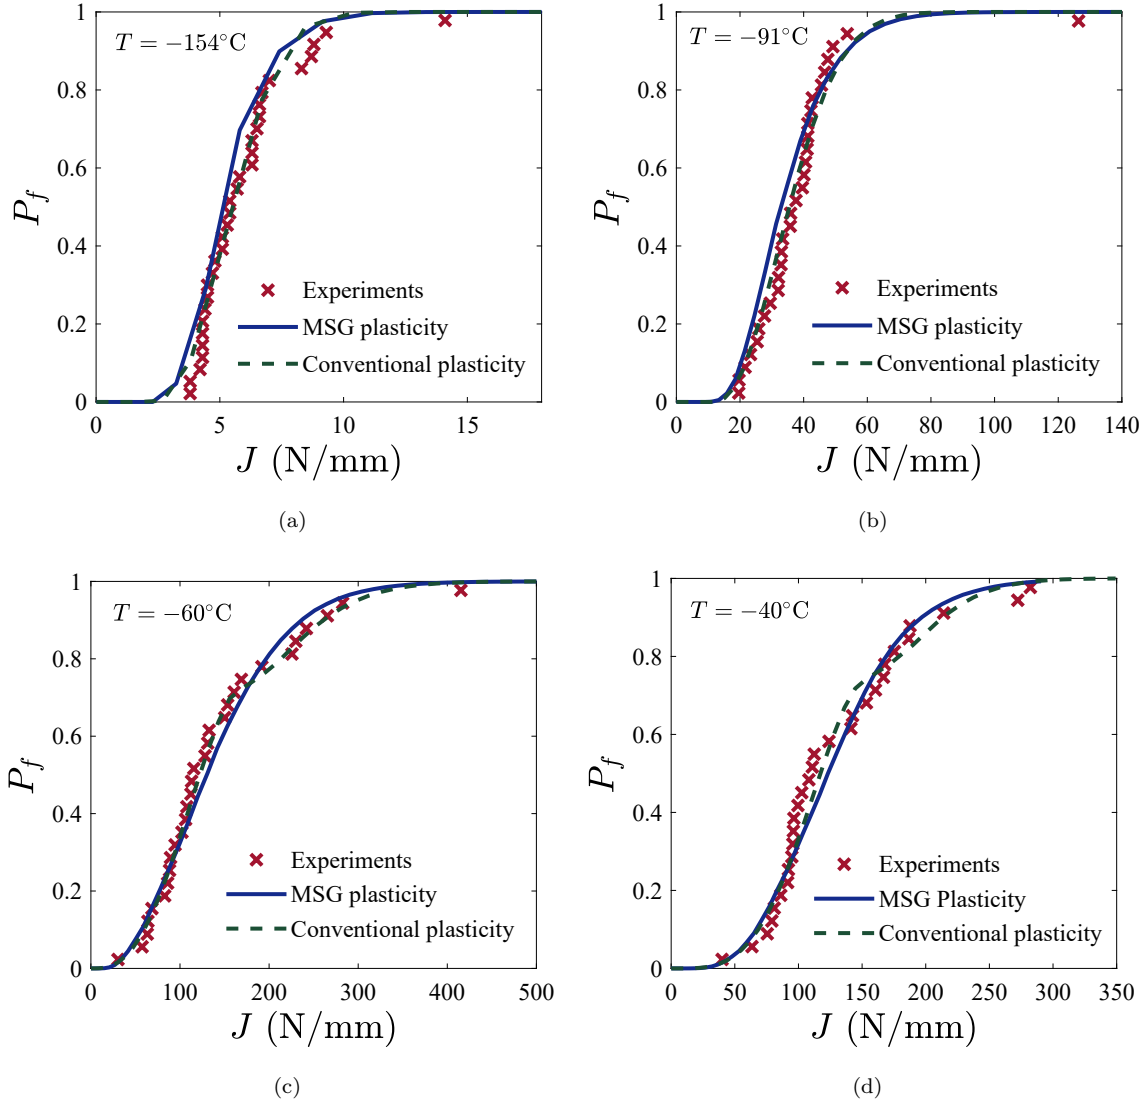 T = −154°C
P_f
0
0.2
0.4
0.6
0.8
1
0 5 10 15
J (N/mm)
Experiments
MSG plasticity
Conventional plasticity
(a)
T = −91°C
P_f
0
0.2
0.4
0.6
0.8
1
0 20 40 60 80 100 120 140
J (N/mm)
Experiments
MSG plasticity
Conventional plasticity
(b)
T = −60°C
P_f
0
0.2
0.4
0.6
0.8
1
0 100 200 300 400 500
J (N/mm)
Experiments
MSG plasticity
Conventional plasticity
(c)
T = −40°C
P_f
0
0.2
0.4
0.6
0.8
1
0 50 100 150 200 250 300 350
J (N/mm)
Experiments
MSG Plasticity
Conventional plasticity
(d)